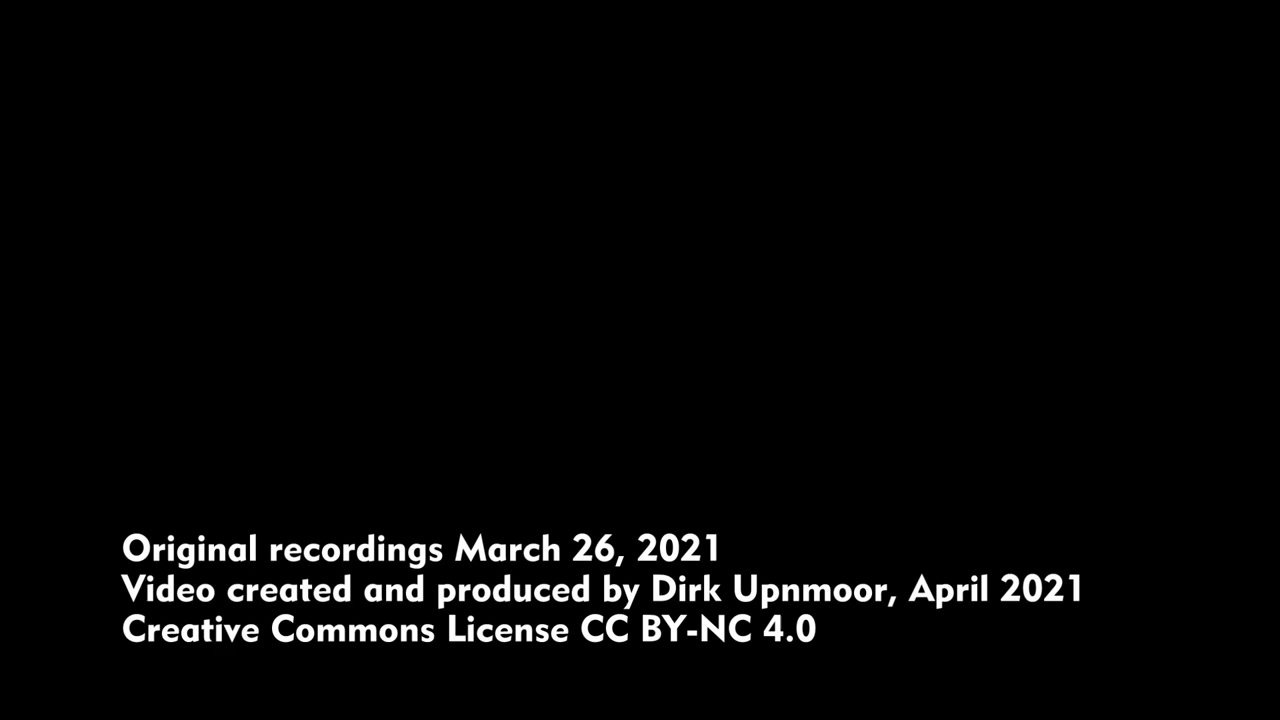 Original recordings March 26, 2021
Video created and produced by Dirk Upnmoor, April 2021
Creative Commons License CC BY-NC 4.0